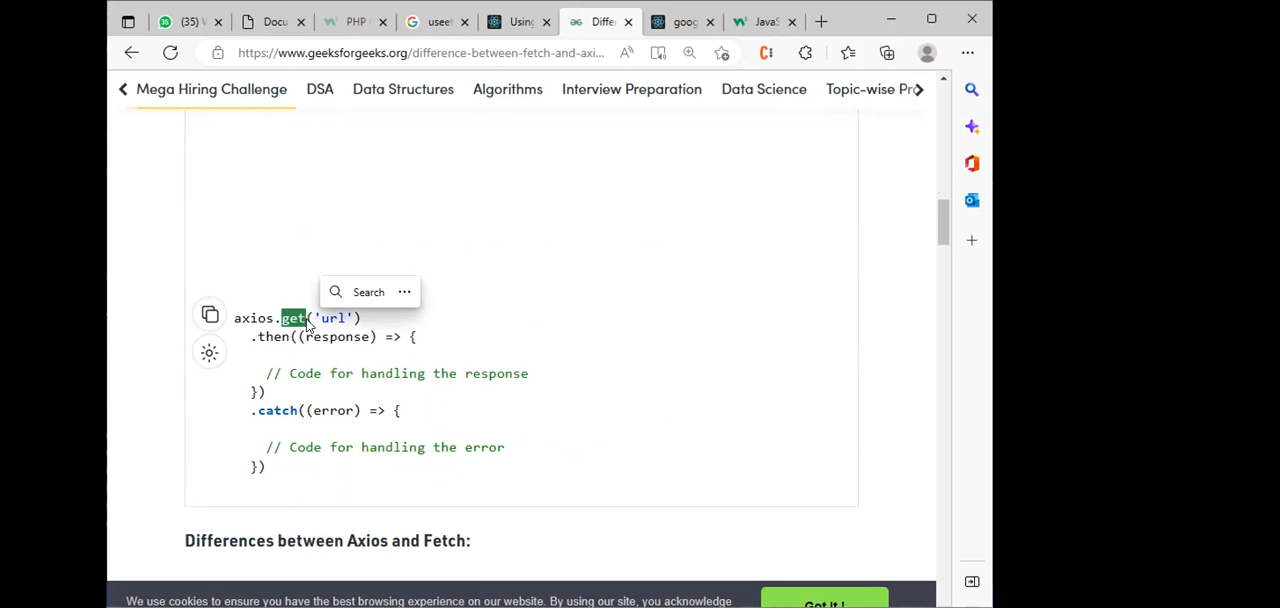 (35) W
Docu
PHP
useef
Using
Diffe
goog
JavaS
https://www.geeksforgeeks.org/difference-between-fetch-and-axi...
Mega Hiring Challenge DSA Data Structures Algorithms Interview Preparation Data Science Topic-wise Pr
Search ...
axios.get('url')
.then((response) => {
// Code for handling the response
})
.catch((error) => {
// Code for handling the error
})
Differences between Axios and Fetch:
We use cookies to ensure you have the best browsing experience on our website. By using our site, you acknowledge
Got It !